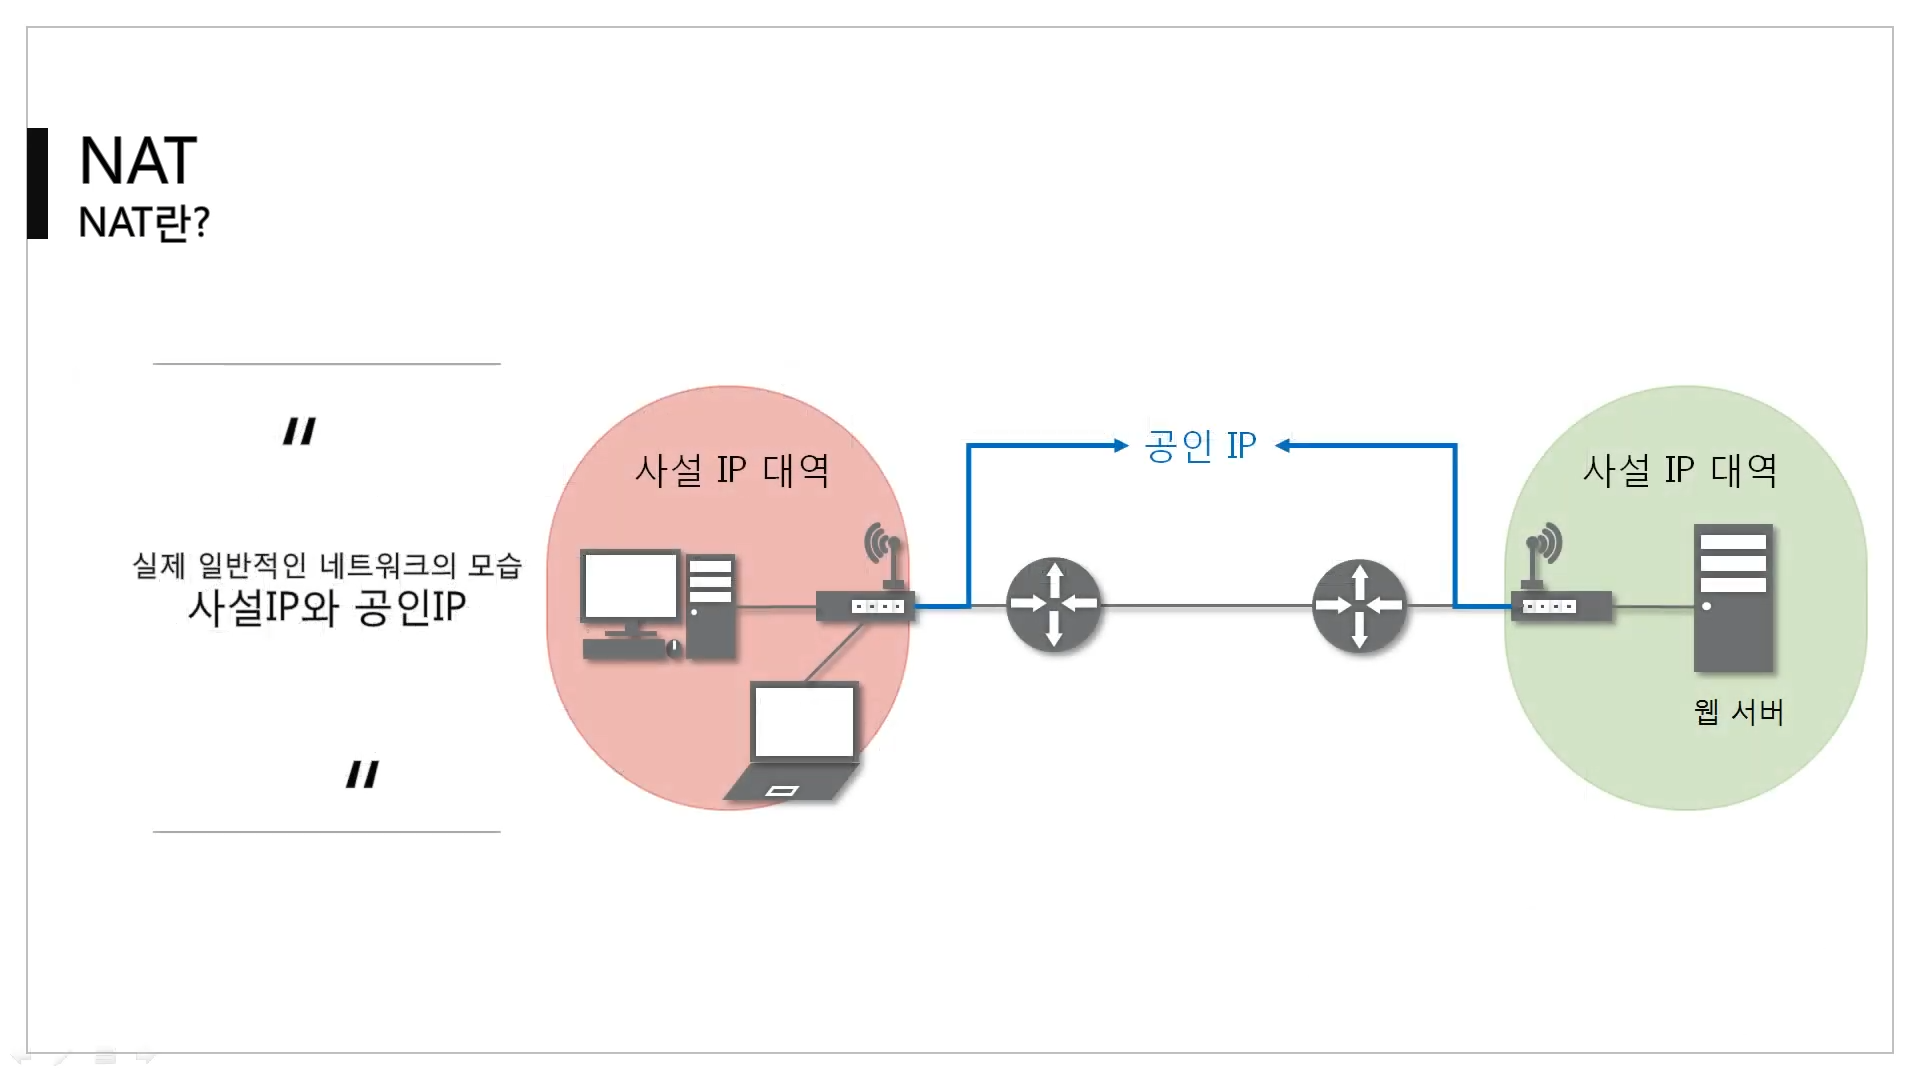 NAT
NAT란?
"
실제 일반적인 네트워크의 모습
사설IP와 공인IP
"
사설 IP 대역
공인 IP
사설 IP 대역
웹 서버